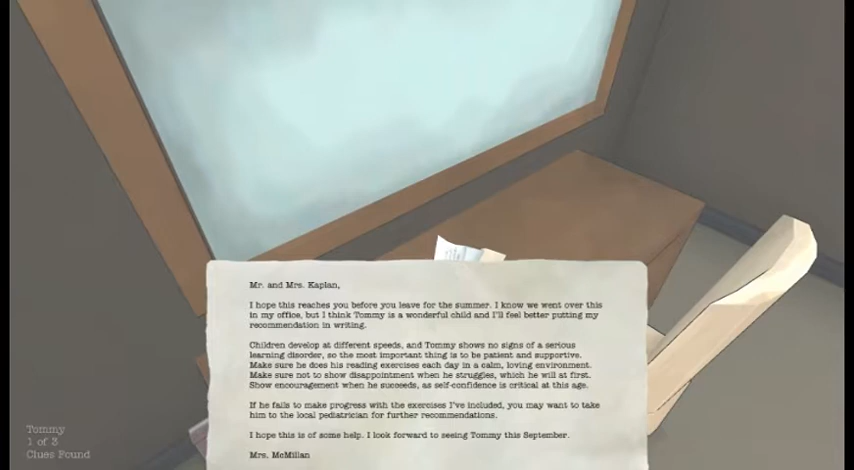 Mr. and Mrs. Kaplan,
I hope this reaches you before you leave for the summer. I know we went over this
in my office, but I think Tommy is a wonderful child and I'll feel better putting my
recommendation in writing.
Children develop at different speeds, and Tommy shows no signs of a serious
learning disorder, so the most important thing is to be patient and supportive.
Make sure he does his reading exercises each day in a calm, loving environment.
Make sure not to show disappointment when he struggles, which he will at first.
Show encouragement when he succeeds, as self-confidence is critical at this age.
If he fails to make progress with the exercises I've included, you may want to take
him to the local pediatrician for further recommendations.
I hope this is of some help. I look forward to seeing Tommy this September.
Mrs. McMillan
Tommy
1 of 3
Clues Found